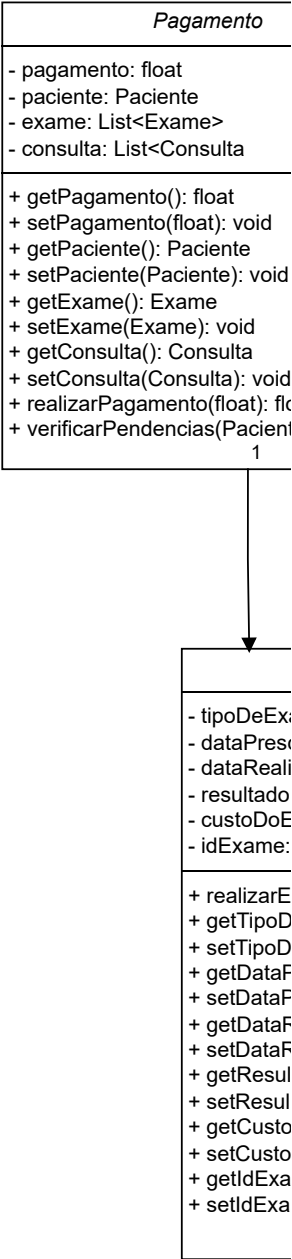 Pagamento
- pagamento: float
- paciente: Paciente
- exame: List<Exame>
- consulta: List<Consulta
+ getPagamento(): float
+ setPagamento(float): void
+ getPaciente(): Paciente
+ setPaciente(Paciente): void
+ getExame(): Exame
+ setExame(Exame): void
+ getConsulta(): Consulta
+ setConsulta(Consulta): void
+ realizarPagamento(float): flo
+ verificarPendencias(Pacient
1
- tipoDeExa
- dataPresc
- dataReali
- resultado
- custoDoE
- idExame:
+ realizarE
+ getTipoD
+ setTipoD
+ getDataP
+ setDataP
+ getDataR
+ setDataR
+ getResul
+ setResul
+ getCusto
+ setCusto
+ getIdExa
+ setIdExa